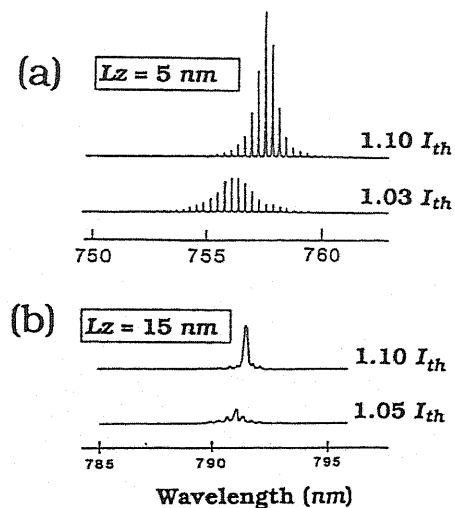 (a)
Lz = 5 nm
1.10 Ith
1.03 Ith
750 755 760
(b)
Lz = 15 nm
1.10 Ith
1.05 Ith
785 790 795
Wavelength (nm)